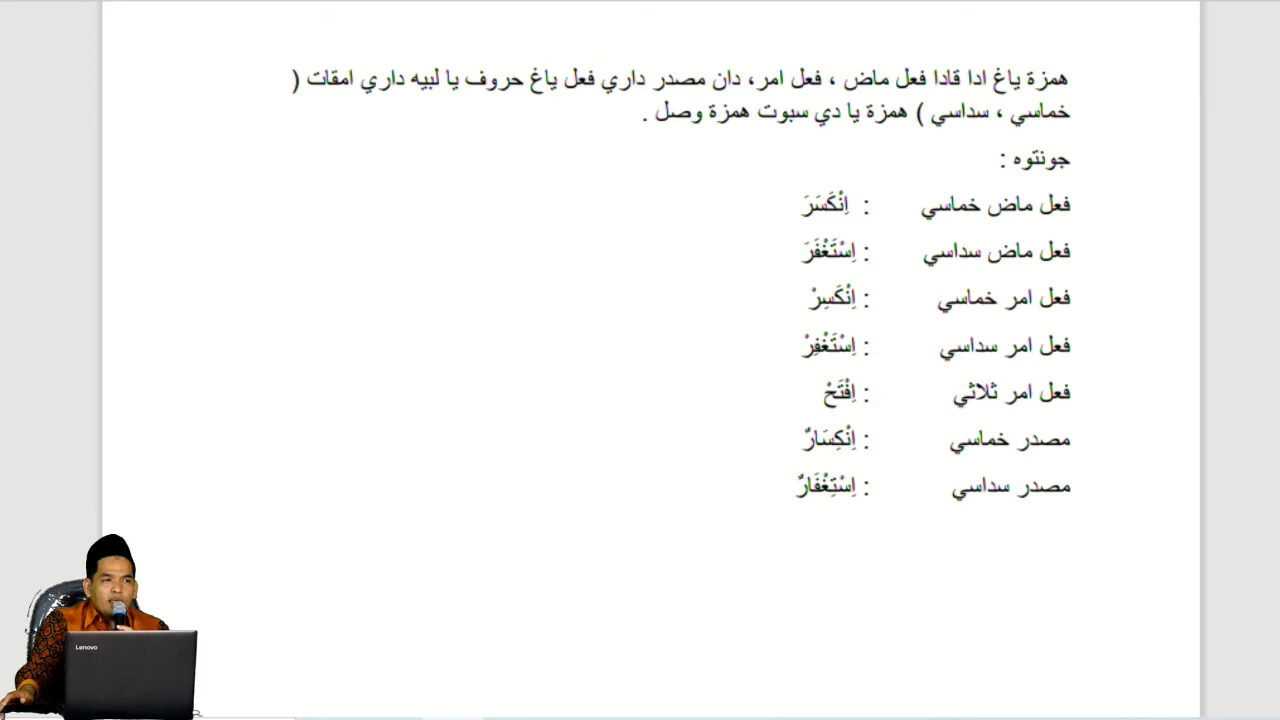 همزة ياغ ادا قادا فعل ماض ، فعل امر، دان مصدر داري فعل ياغ حروف يا لبيه داري امقات (
خماسي ، سداسي ) همزة يا دي سبوت همزة وصل .
جونتوه :
فعل ماض خماسي : اِنْكَسَرَ
فعل ماض سداسي : اِسْتَغْفَرَ
فعل امر خماسي : اِنْكَسِرْ
فعل امر سداسي : اِسْتَغْفِرْ
فعل امر ثلاثي : اِفْتَحْ
مصدر خماسي : اِنْكِسَارٌ
مصدر سداسي : اِسْتِغْفَارٌ
Lenovo